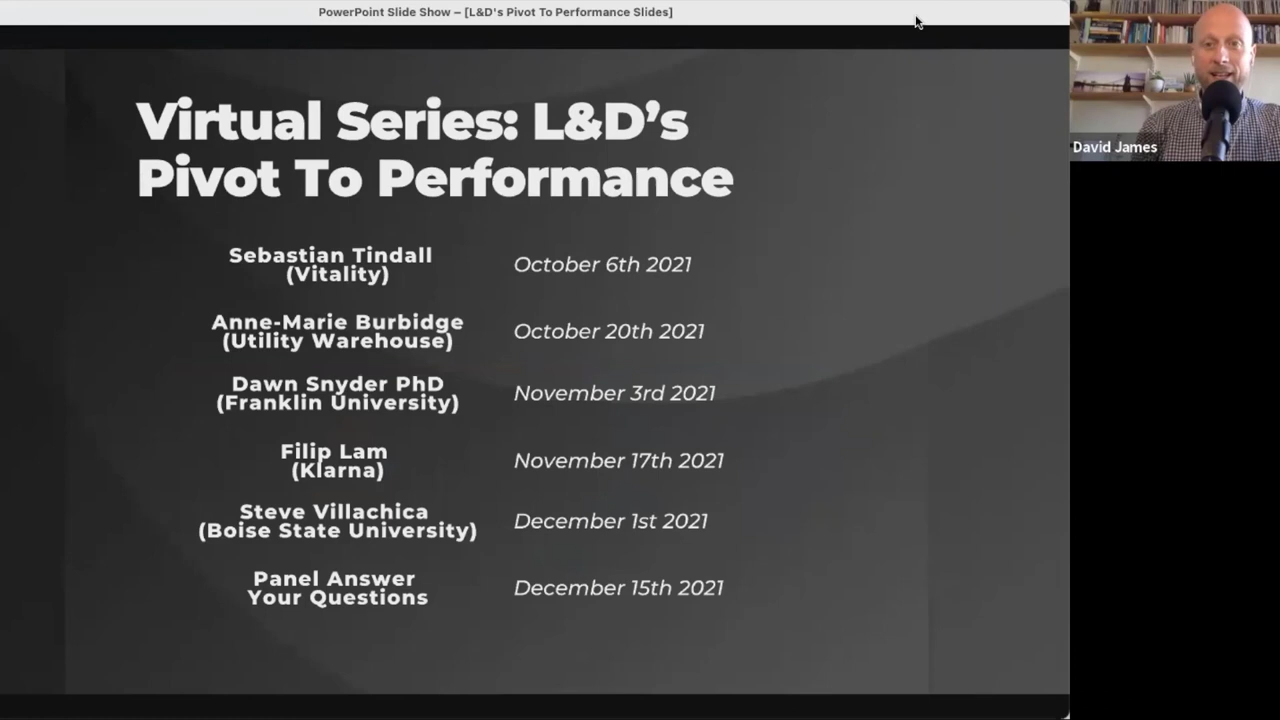 PowerPoint Slide Show – [L&D's Pivot To Performance Slides]
Virtual Series: L&D’s
Pivot To Performance
Sebastian Tindall
(Vitality)
October 6th 2021
Anne-Marie Burbidge
(Utility Warehouse)
October 20th 2021
Dawn Snyder PhD
(Franklin University)
November 3rd 2021
Filip Lam
(Klarna)
November 17th 2021
Steve Villachica
(Boise State University)
December 1st 2021
Panel Answer
Your Questions
December 15th 2021
David James